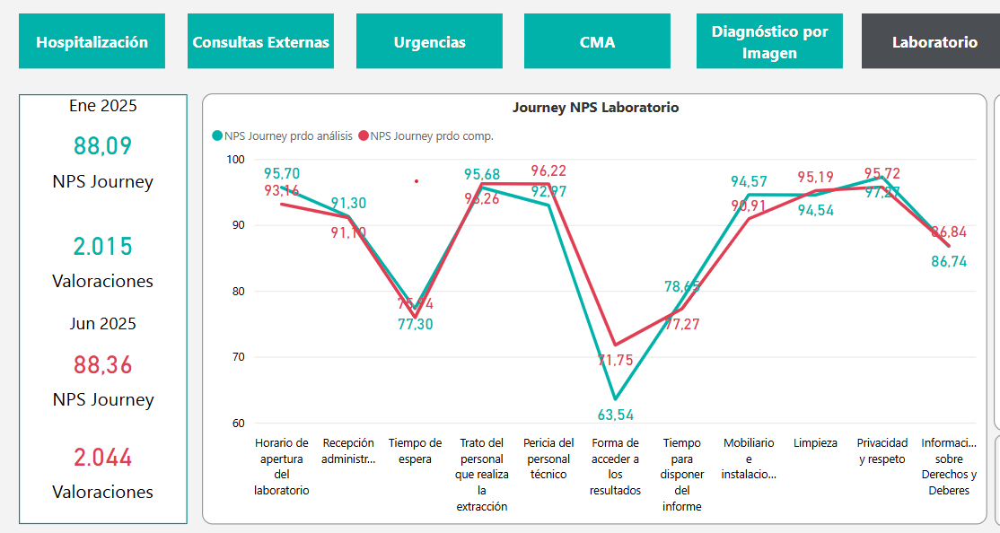 Hospitalización
Consultas Externas
Urgencias
CMA
Diagnóstico por
Imagen
Laboratorio
Ene 2025
88,09
NPS Journey
2.015
Valoraciones
Jun 2025
88,36
NPS Journey
2.044
Valoraciones
Journey NPS Laboratorio
NPS Journey prdo análisis
NPS Journey prdo comp.
100
90
80
70
60
95,70
93,16
91,30
91,10
77,30
95,68
96,22
92,97
71,75
63,54
78,65
77,27
94,57
90,91
95,19
94,54
95,72
97,27
86,84
86,74
Horario de
apertura
del
laboratorio
Recepción
administr...
Tiempo de
espera
Trato del
personal
que realiza
la
extracción
Pericia del
personal
técnico
Forma de
acceder a
los
resultados
Tiempo
para
disponer
del
informe
Mobiliario
e
instalacio...
Limpieza
Privacidad
y respeto
Informaci...
sobre
Derechos y
Deberes